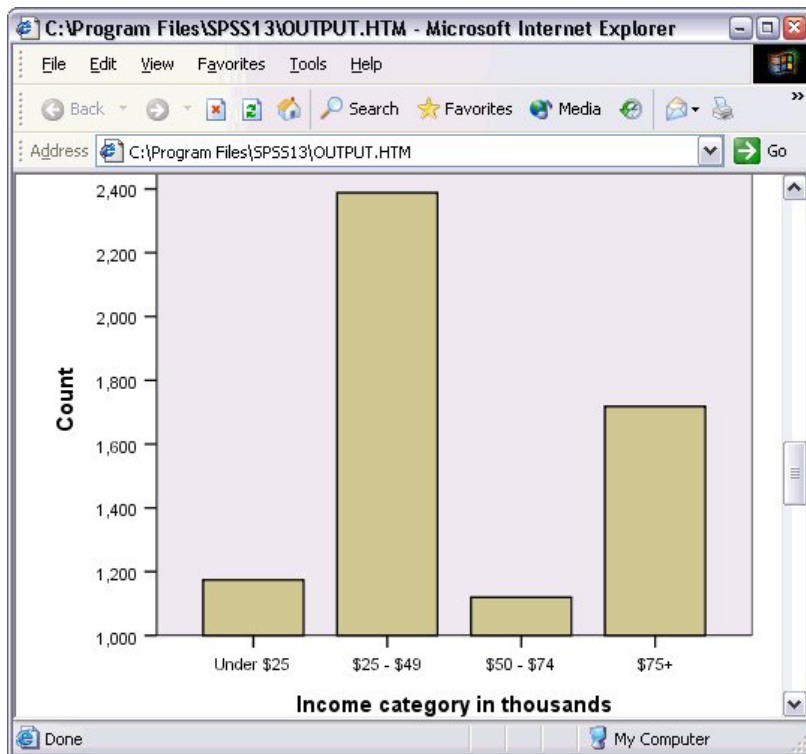 C:\Program Files\SPSS13\OUTPUT.HTM - Microsoft Internet Explorer
File Edit View Favorites Tools Help
Back Search Favorites Media »
Address C:\Program Files\SPSS13\OUTPUT.HTM Go
2,400
2,200
2,000
1,800
1,600
1,400
1,200
1,000
Count
Under $25 $25 - $49 $50 - $74 $75+
Income category in thousands
Done My Computer